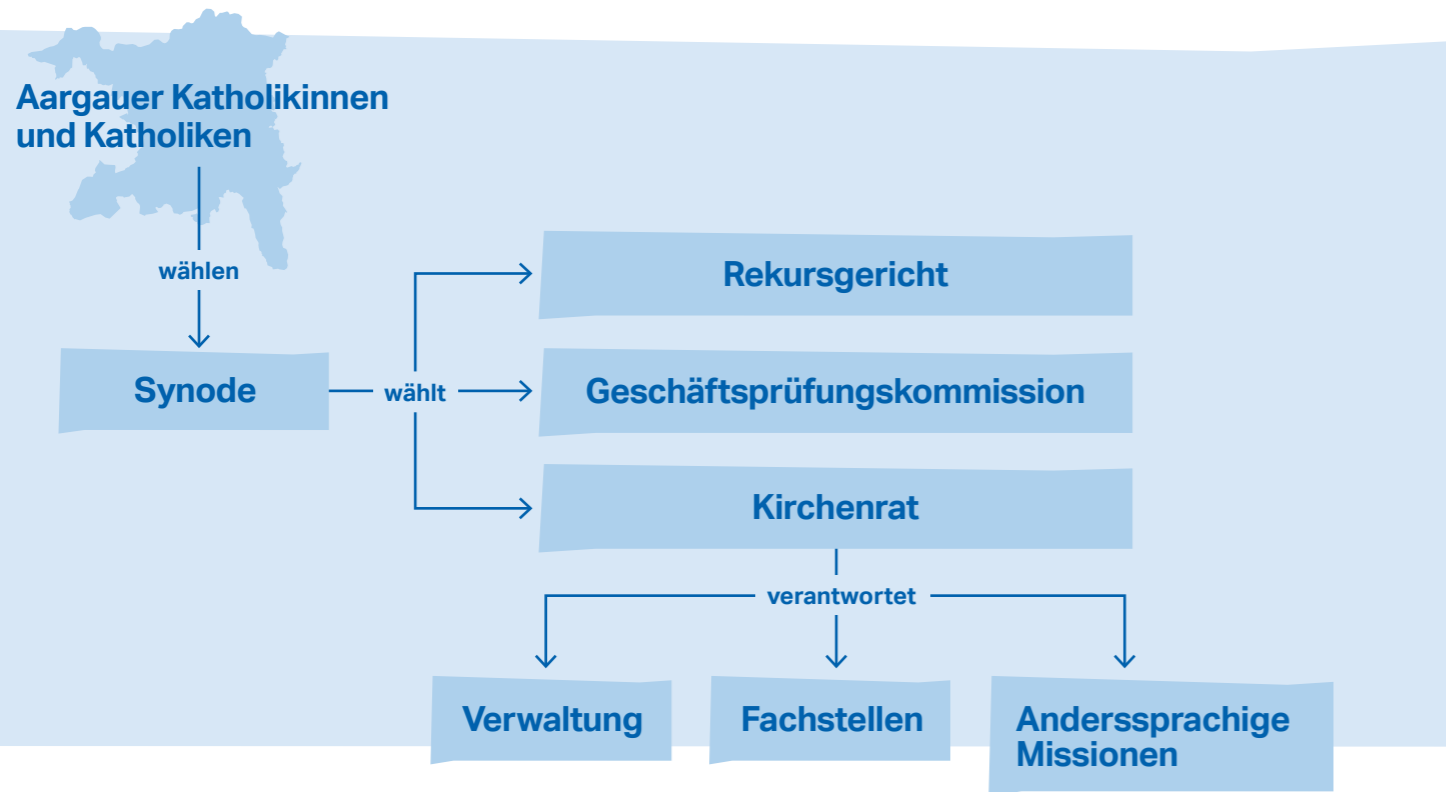 Aargauer Katholikinnen
und Katholiken
wählen
Synode
wählt
Rekursgericht
Geschäftsprüfungskommission
Kirchenrat
verantwortet
Verwaltung
Fachstellen
Anderssprachige
Missionen